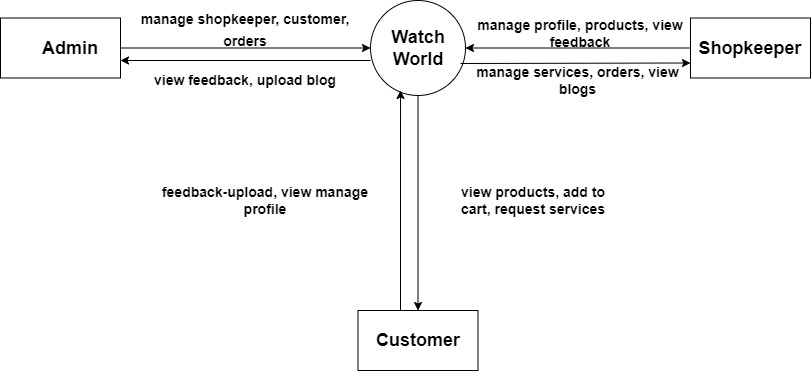 Admin
manage shopkeeper, customer,
orders
view feedback, upload blog
Watch
World
manage profile, products, view
feedback
manage services, orders, view
blogs
Shopkeeper
feedback-upload, view manage
profile
view products, add to
cart, request services
Customer